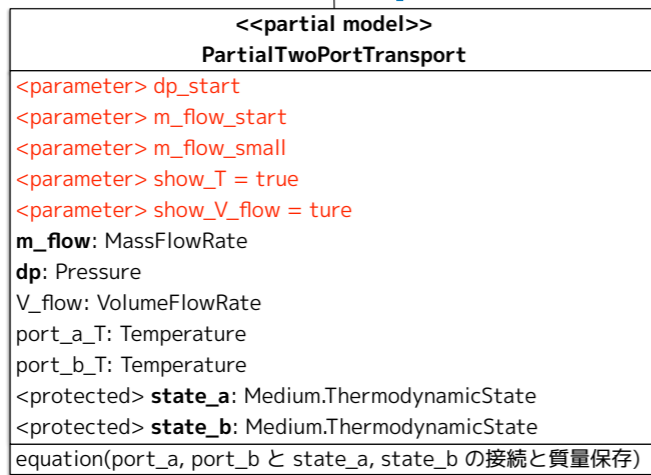 <<partial model>>
PartialTwoPortTransport
<parameter> dp_start
<parameter> m_flow_start
<parameter> m_flow_small
<parameter> show_T = true
<parameter> show_V_flow = ture
m_flow: MassFlowRate
dp: Pressure
V_flow: VolumeFlowRate
port_a_T: Temperature
port_b_T: Temperature
<protected> state_a: Medium.ThermodynamicState
<protected> state_b: Medium.ThermodynamicState
equation(port_a, port_b と state_a, state_b の接続と質量保存)